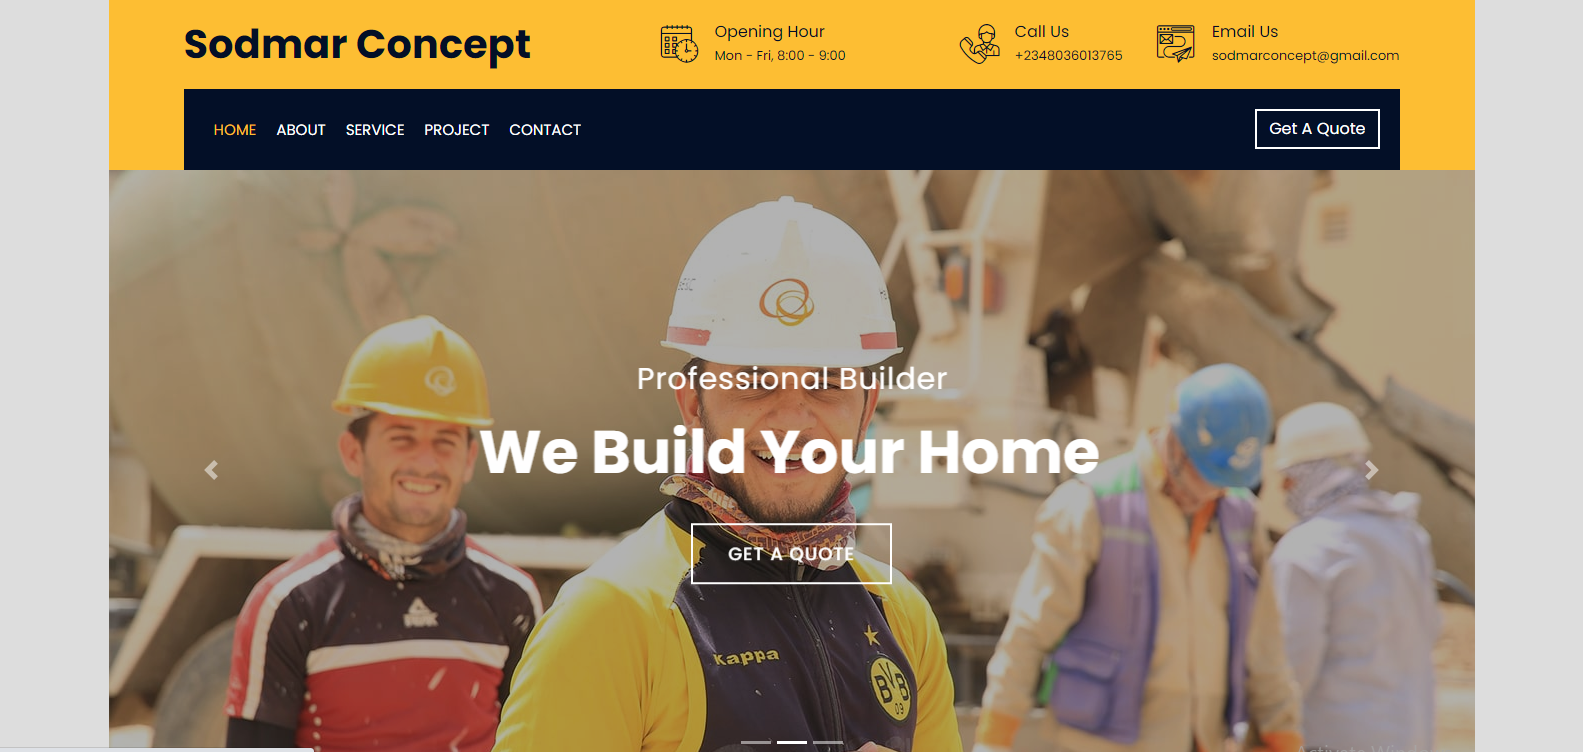 Sodmar Concept
Opening Hour
Mon - Fri, 8:00 - 9:00
Call Us
+2348036013765
Email Us
sodmarconcept@gmail.com
HOME ABOUT SERVICE PROJECT CONTACT
Get A Quote
Professional Builder
We Build Your Home
GET A QUOTE
kappa
BVB
09